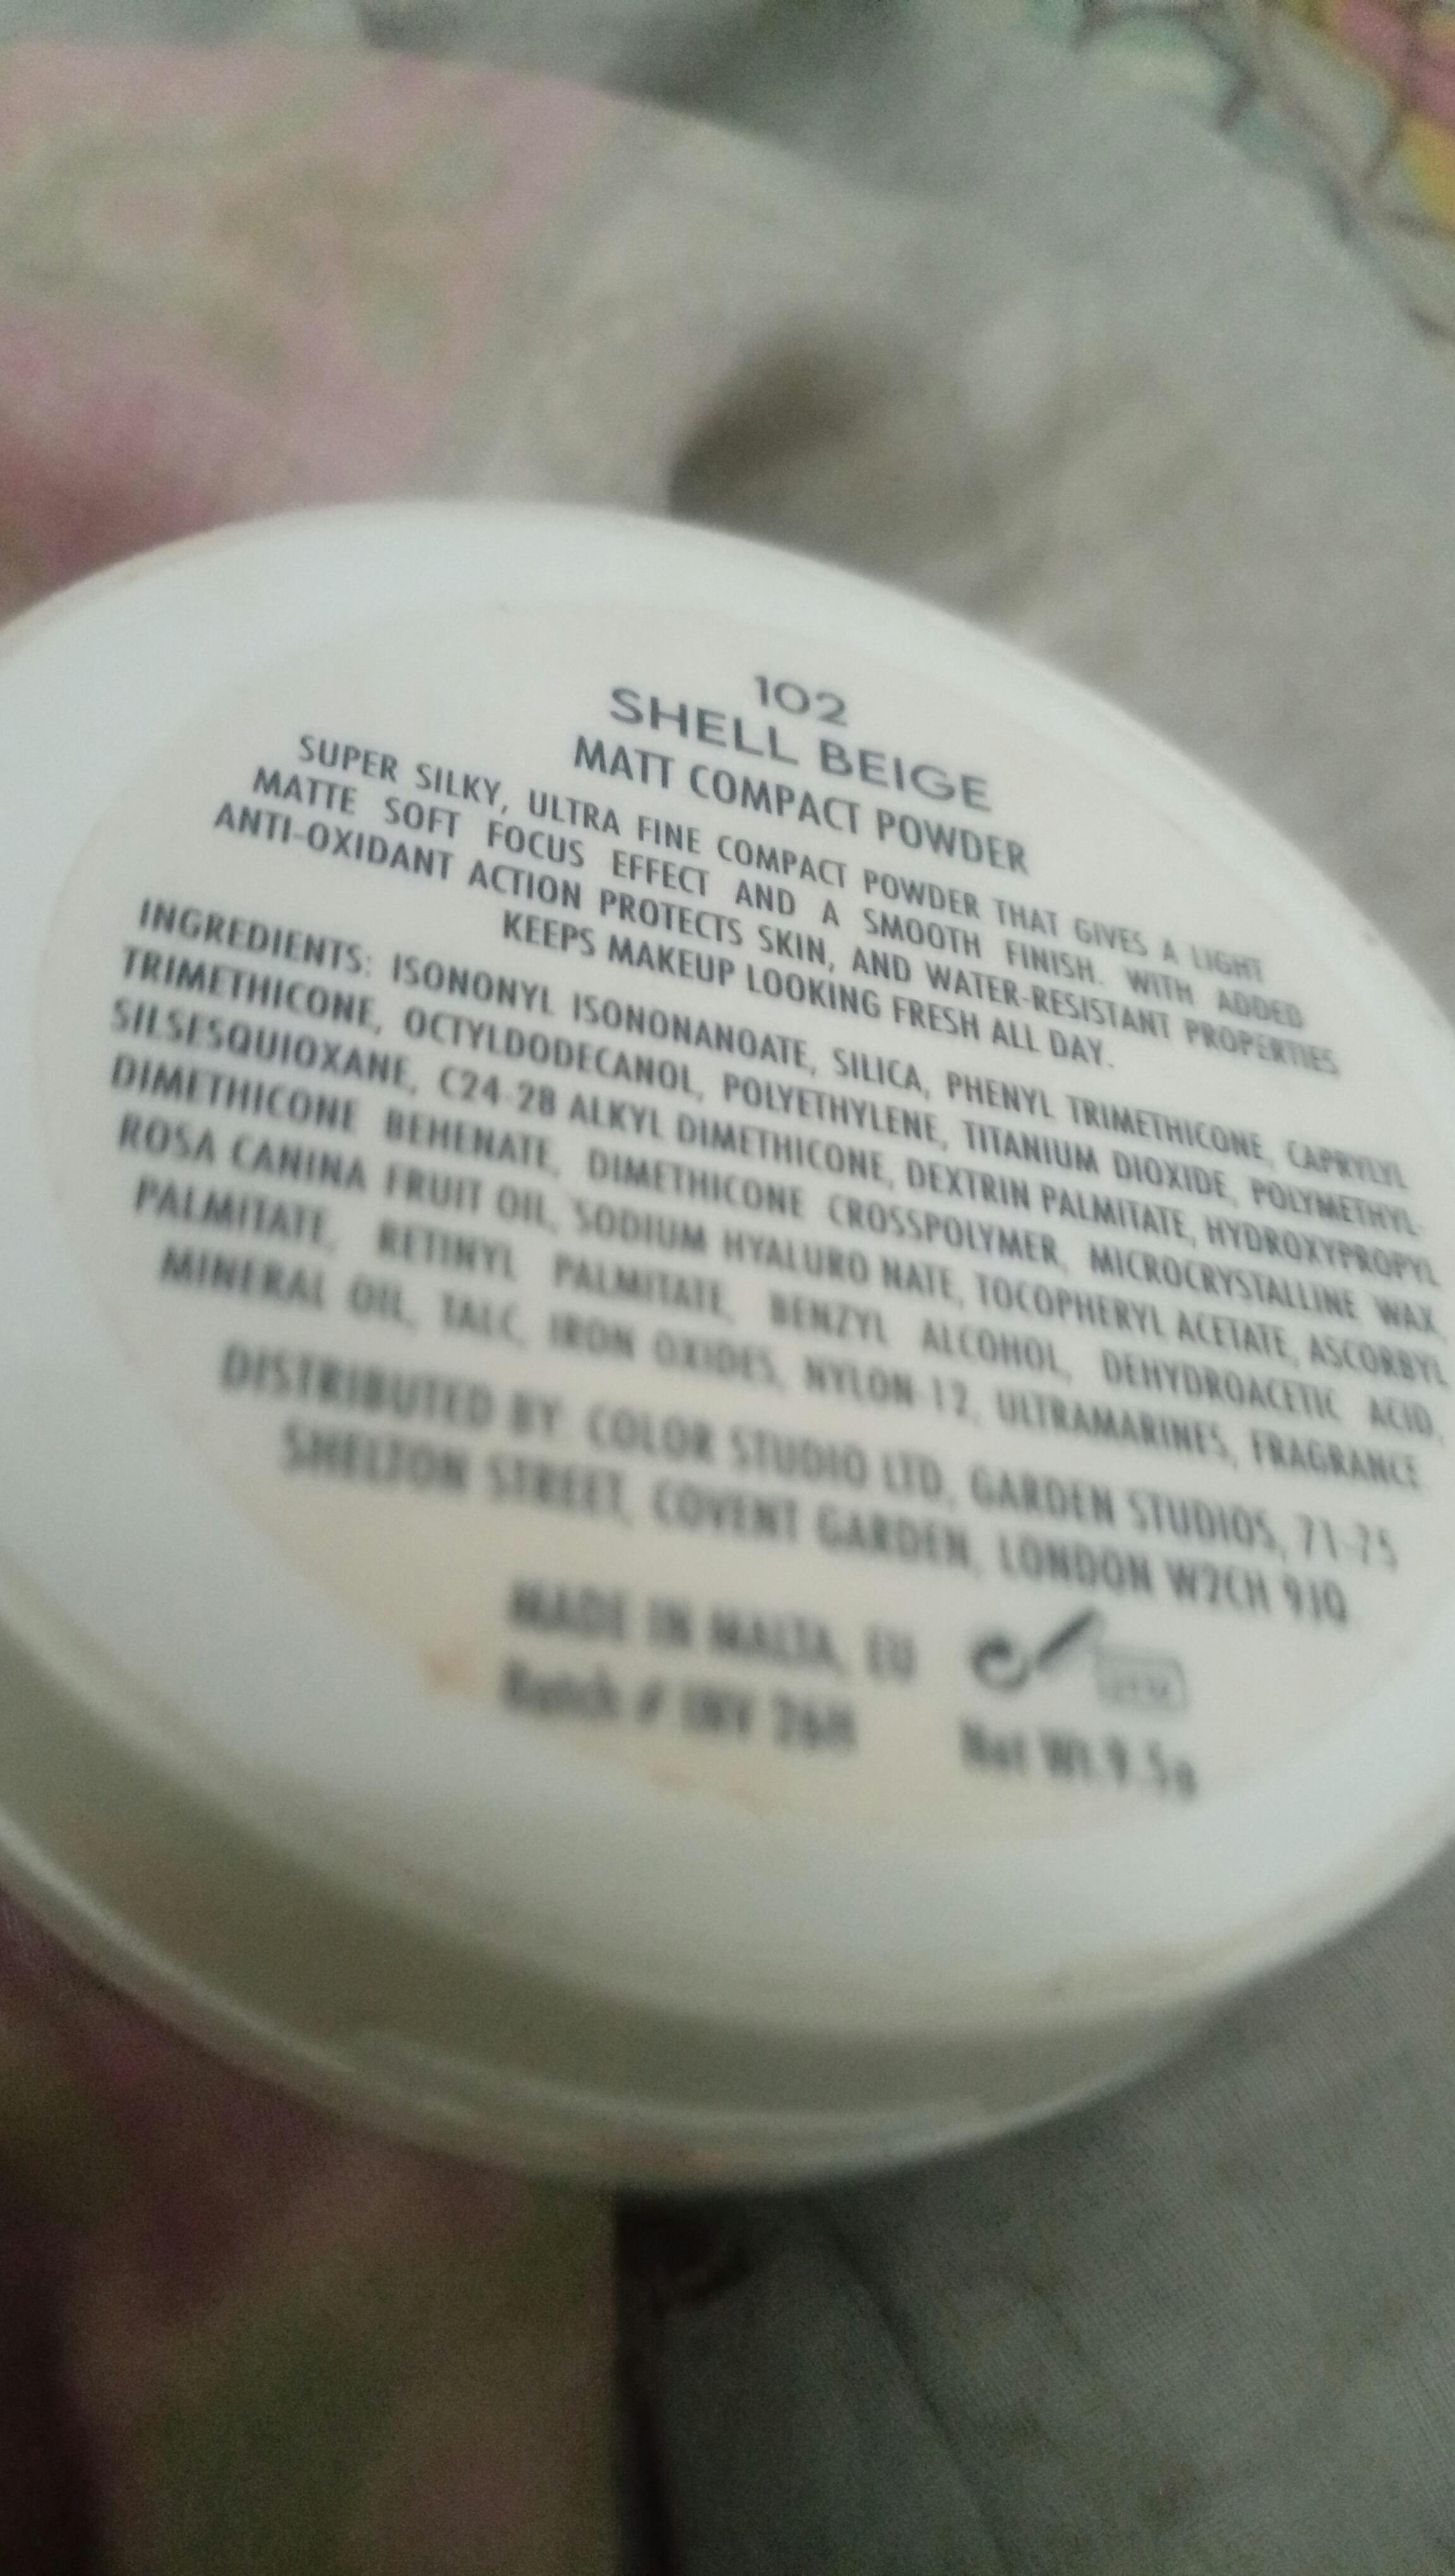 102
SHELL BEIGE
MATT COMPACT POWDER
SUPER SILKY, ULTRA FINE COMPACT POWDER THAT GIVES A LIGHT
MATTE SOFT FOCUS EFFECT AND A SMOOTH FINISH. WITH ADDED
ANTI-OXIDANT ACTION PROTECTS SKIN, AND WATER-RESISTANT PROPERTIES
KEEPS MAKEUP LOOKING FRESH ALL DAY.
INGREDIENTS: ISONONYL ISONONANOATE, SILICA, PHENYL TRIMETHICONE, CAPRYLYL
TRIMETHICONE, OCTYLDODECANOL, POLYETHYLENE, TITANIUM DIOXIDE, POLYMETHYL-
SILSESQUIOXANE, C24-28 ALKYL DIMETHICONE, DEXTRIN PALMITATE, HYDROXYPROPYL
DIMETHICONE BEHENATE, DIMETHICONE CROSSPOLYMER, MICROCRYSTALLINE WAX,
ROSA CANINA FRUIT OIL, SODIUM HYALURO NATE, TOCOPHERYL ACETATE, ASCORBYL
PALMITATE, RETINYL PALMITATE, BENZYL ALCOHOL, DEHYDROACETIC ACID,
MINERAL OIL, TALC, IRON OXIDES, NYLON-12, ULTRAMARINES, FRAGRANCE
DISTRIBUTED BY: COLOR STUDIO LTD, GARDEN STUDIOS, 71-75
SHELTON STREET, COVENT GARDEN, LONDON W2CH 9JQ
MADE IN MALTA, EU
Batch #
Net Wt.9.5g